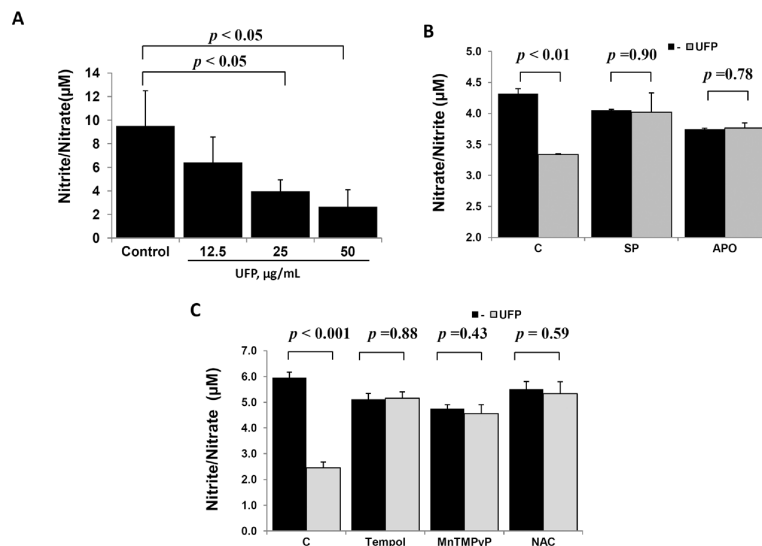 A
p < 0.05
p < 0.05
Nitrite/Nitrate(µM)
14
12
10
8
6
4
2
0
Control 12.5 25 50
UFP, µg/mL
B
- UFP
p < 0.01 p =0.90 p =0.78
Nitrate/Nitrite (µM)
5.0
4.5
4.0
3.5
3.0
2.5
2.0
C SP APO
C
- UFP
p < 0.001 p =0.88 p =0.43 p = 0.59
Nitrite/Nitrate (µM)
7.0
6.0
5.0
4.0
3.0
2.0
1.0
0.0
C Tempol MnTMPyP NAC